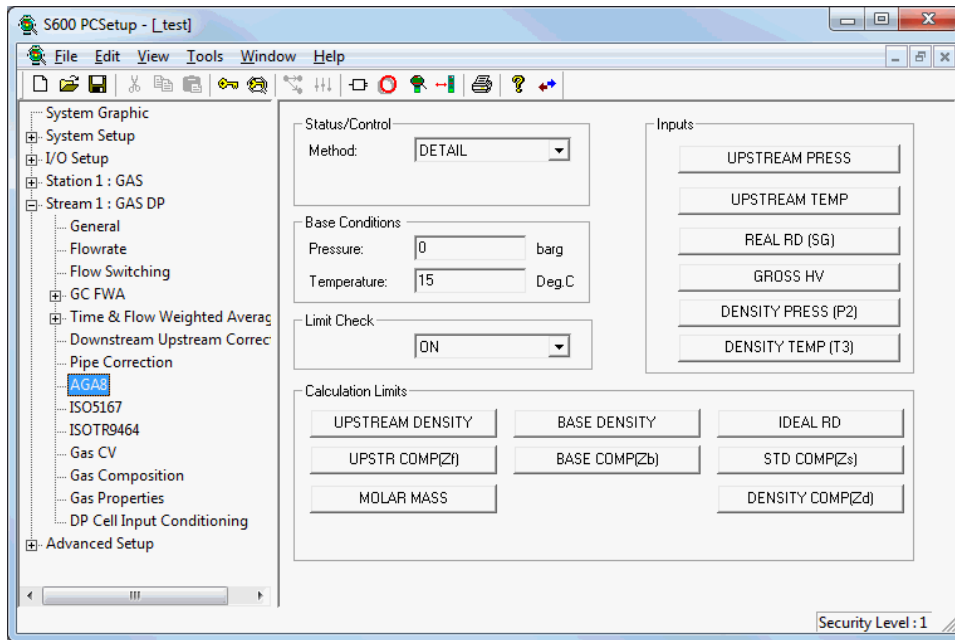 S600 PCSetup - [_test]
File Edit View Tools Window Help
System Graphic
System Setup
I/O Setup
Station 1 : GAS
Stream 1 : GAS DP
General
Flowrate
Flow Switching
GC FWA
Time & Flow Weighted Averag
Downstream Upstream Correc
Pipe Correction
AGA8
ISO5167
ISOTR9464
Gas CV
Gas Composition
Gas Properties
DP Cell Input Conditioning
Advanced Setup
Status/Control
Method: DETAIL
Base Conditions
Pressure: 0 barg
Temperature: 15 Deg.C
Limit Check
ON
Inputs
UPSTREAM PRESS
UPSTREAM TEMP
REAL RD (SG)
GROSS HV
DENSITY PRESS (P2)
DENSITY TEMP (T3)
Calculation Limits
UPSTREAM DENSITY BASE DENSITY IDEAL RD
UPSTR COMP(Zf) BASE COMP(Zb) STD COMP(Zs)
MOLAR MASS DENSITY COMP(Zd)
Security Level : 1